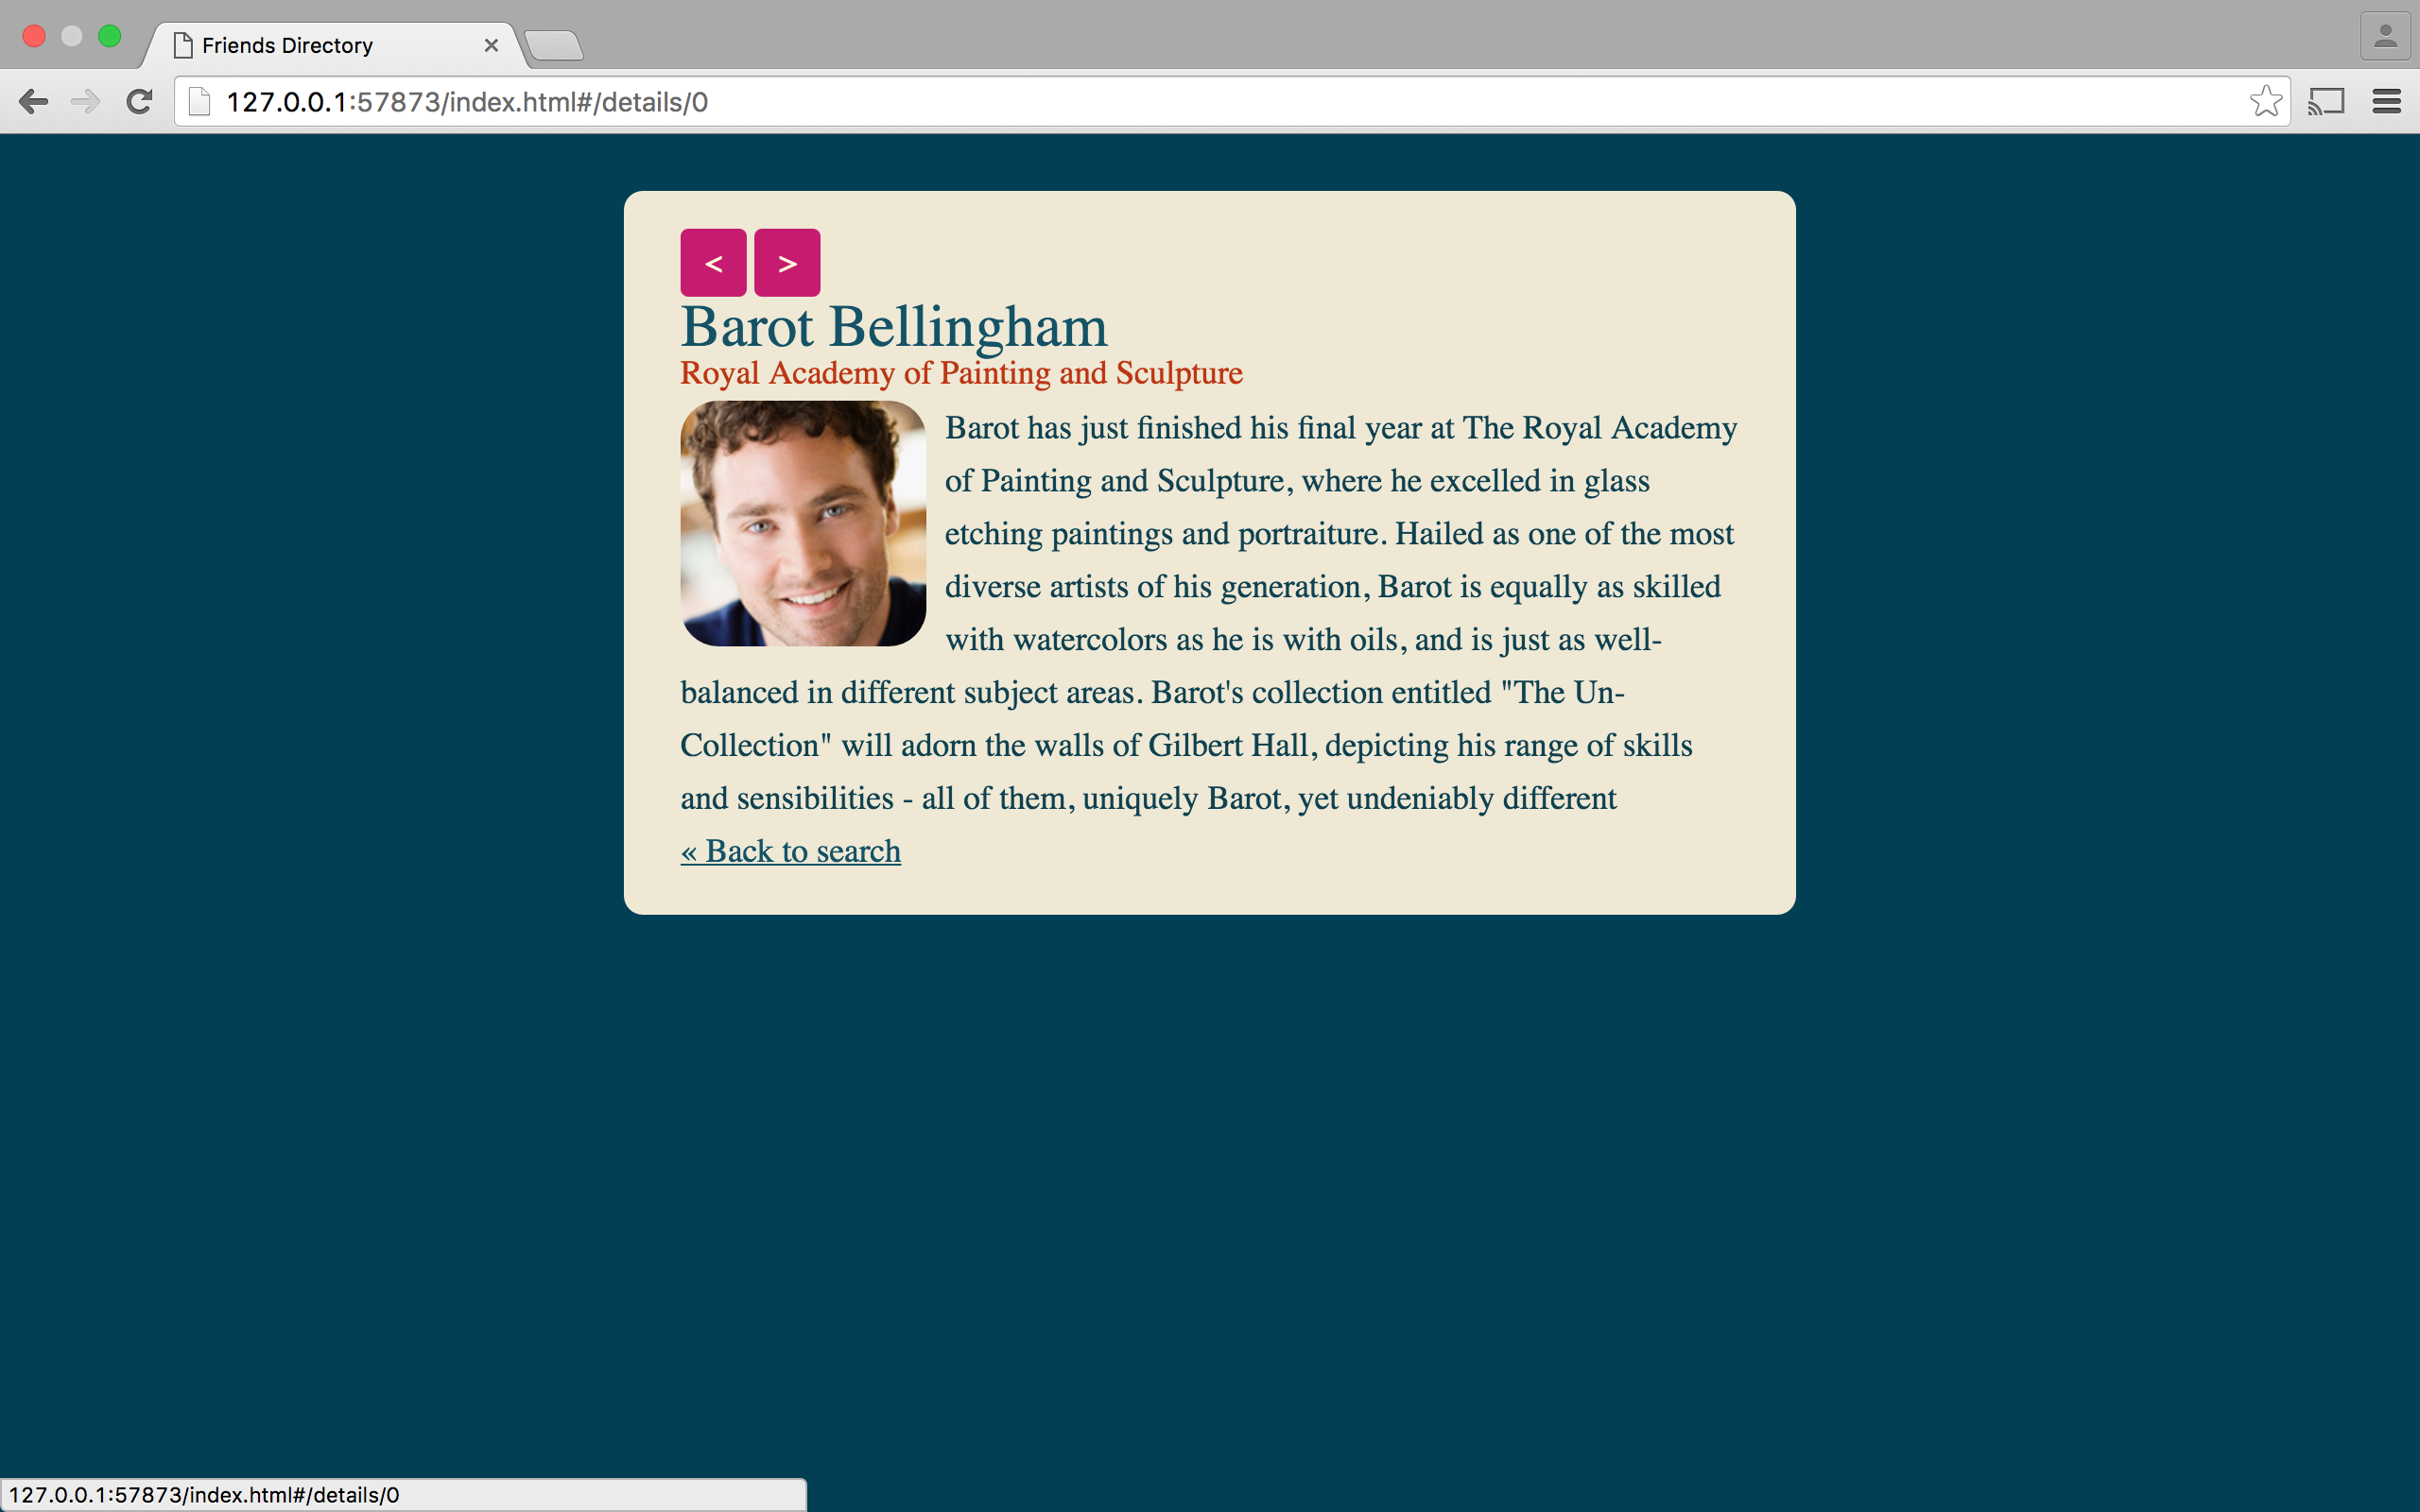 Friends Directory
127.0.0.1:57873/index.html#/details/0
< >
Barot Bellingham
Royal Academy of Painting and Sculpture
Barot has just finished his final year at The Royal Academy
of Painting and Sculpture, where he excelled in glass
etching paintings and portraiture. Hailed as one of the most
diverse artists of his generation, Barot is equally as skilled
with watercolors as he is with oils, and is just as well-
balanced in different subject areas. Barot's collection entitled "The Un-
Collection" will adorn the walls of Gilbert Hall, depicting his range of skills
and sensibilities - all of them, uniquely Barot, yet undeniably different
« Back to search
127.0.0.1:57873/index.html#/details/0